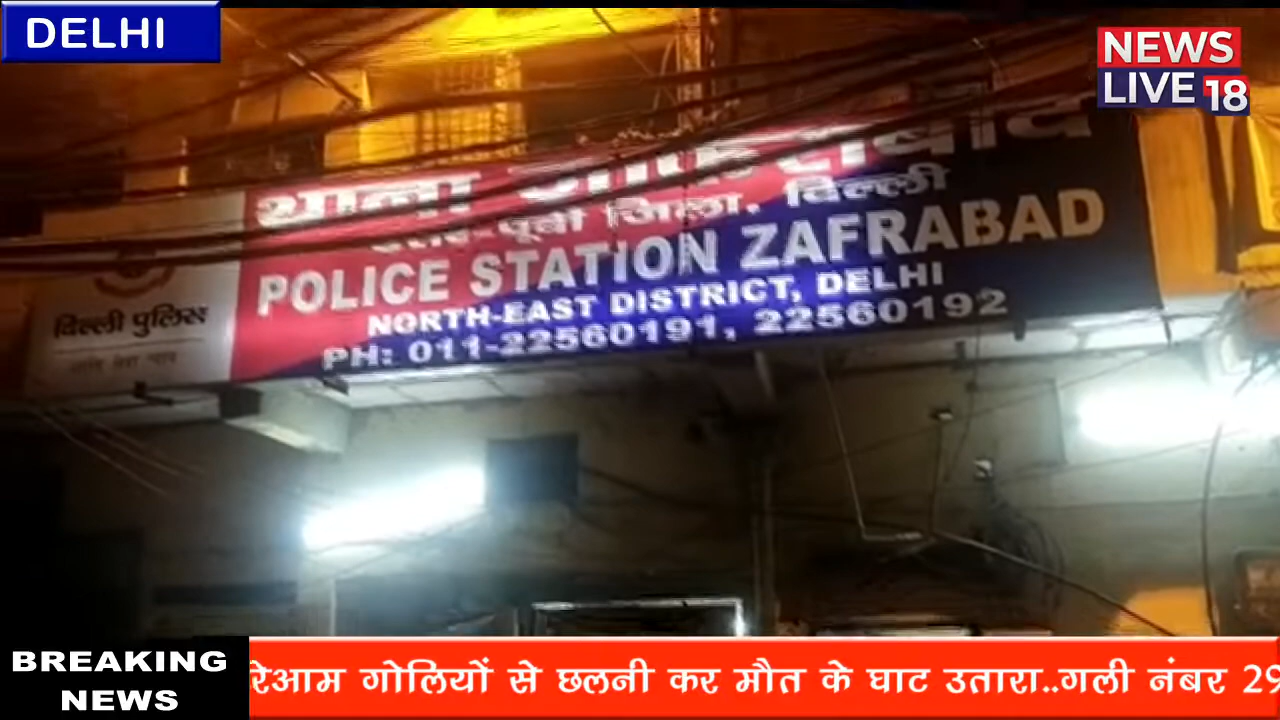 DELHI
NEWS
LIVE 18
थाना जाफराबाद
उत्तर-पूर्वी जिला, दिल्ली
POLICE STATION ZAFRABAD
NORTH-EAST DISTRICT, DELHI
PH: 011-22560191, 22560192
दिल्ली पुलिस
BREAKING
NEWS
रेआम गोलियों से छलनी कर मौत के घाट उतारा..गली नंबर 29